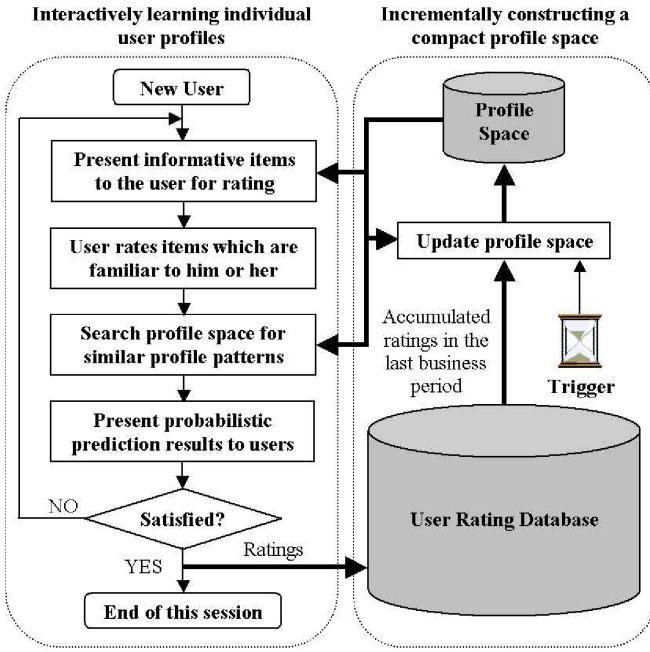 Interactively learning individual
user profiles
New User
Present informative items
to the user for rating
User rates items which are
familiar to him or her
Search profile space for
similar profile patterns
Present probabilistic
prediction results to users
NO
Satisfied?
YES
Ratings
End of this session
Incrementally constructing a
compact profile space
Profile
Space
Update profile space
Accumulated
ratings in the
last business
period
Trigger
User Rating Database